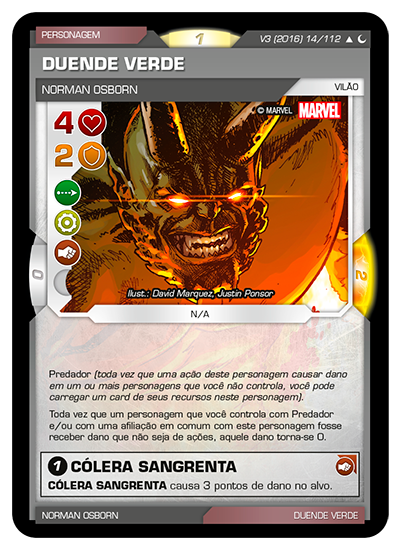 PERSONAGEM
1
V3 (2016) 14/112
DUENDE VERDE
NORMAN OSBORN
VILÃO
4
© MARVEL MARVEL
2
0
2
Ilust.: David Marquez, Justin Ponsor
N/A
Predador (toda vez que uma ação deste personagem causar dano
em um ou mais personagens que você não controla, você pode
carregar um card de seus recursos neste personagem).
Toda vez que um personagem que você controla com Predador
e/ou com uma afiliação em comum com este personagem fosse
receber dano que não seja de ações, aquele dano torna-se 0.
1 CÓLERA SANGRENTA
CÓLERA SANGRENTA causa 3 pontos de dano no alvo.
NORMAN OSBORN
DUENDE VERDE